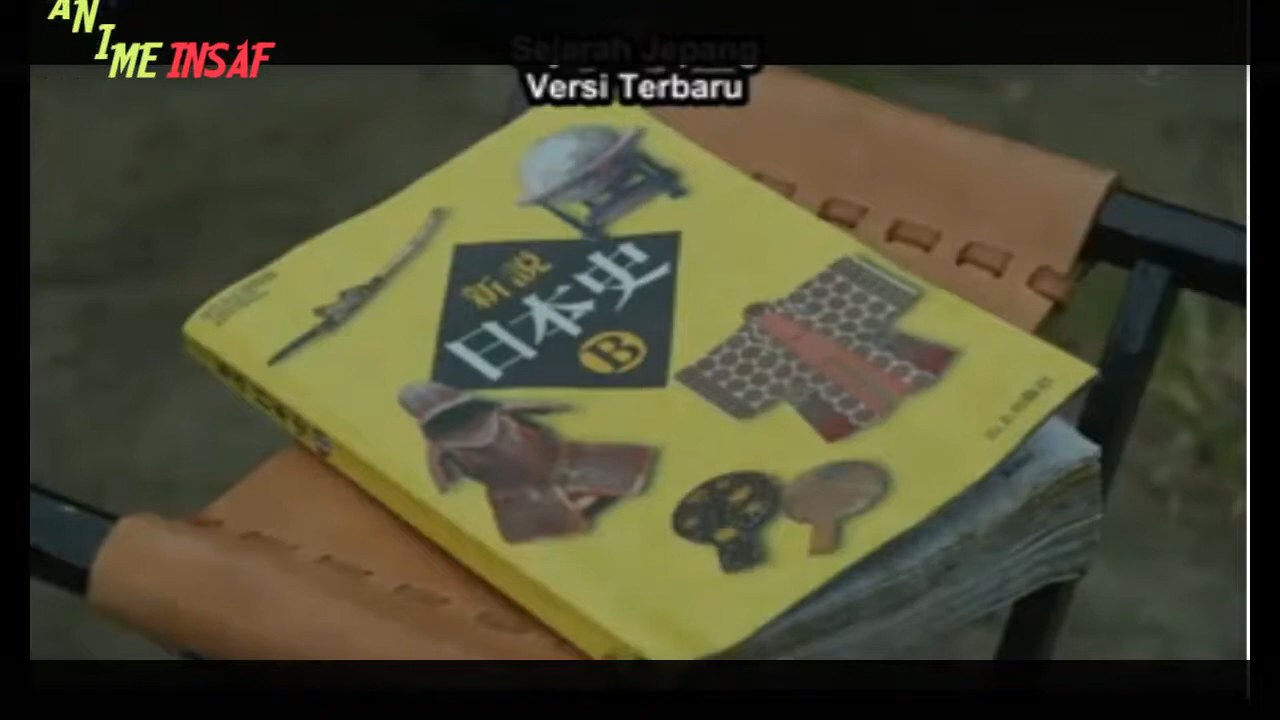 ANIME INSAF
Sejarah Jepang
Versi Terbaru
新説
日本史
B